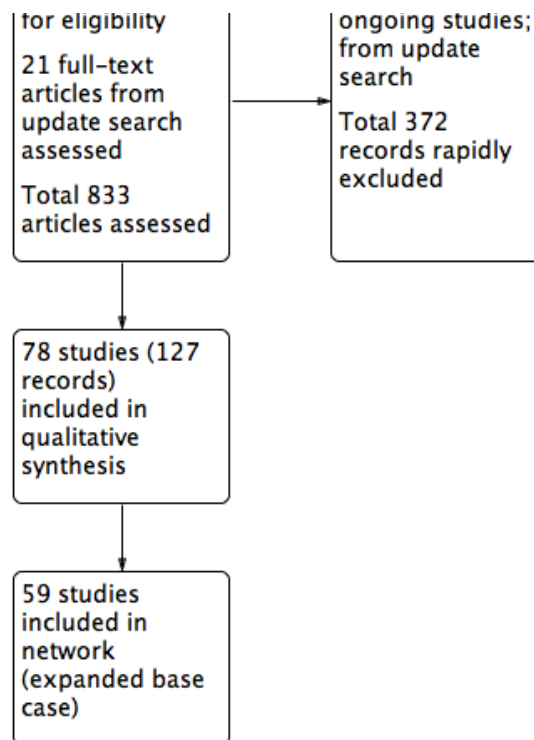 for eligibility
21 full-text
articles from
update search
assessed
Total 833
articles assessed
ongoing studies;
from update
search
Total 372
records rapidly
excluded
78 studies (127
records)
included in
qualitative
synthesis
59 studies
included in
network
(expanded base
case)